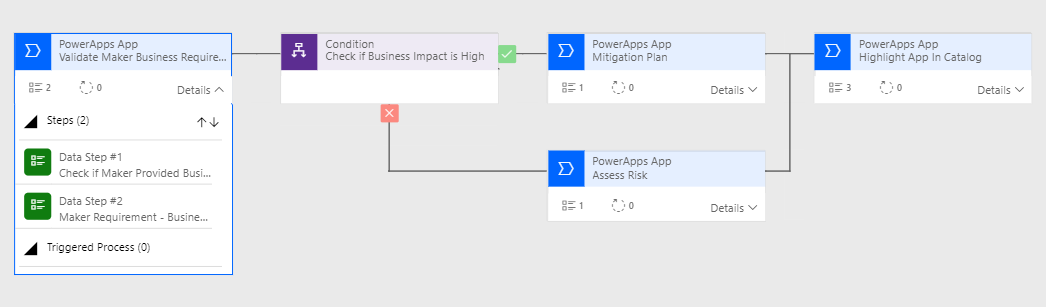 PowerApps App
Validate Maker Business Require...
2
0
Details
Steps (2)
Data Step #1
Check if Maker Provided Busi...
Data Step #2
Maker Requirement - Busine...
Triggered Process (0)
Condition
Check if Business Impact is High
PowerApps App
Mitigation Plan
1
0
Details
PowerApps App
Assess Risk
1
0
Details
PowerApps App
Highlight App In Catalog
3
0
Details